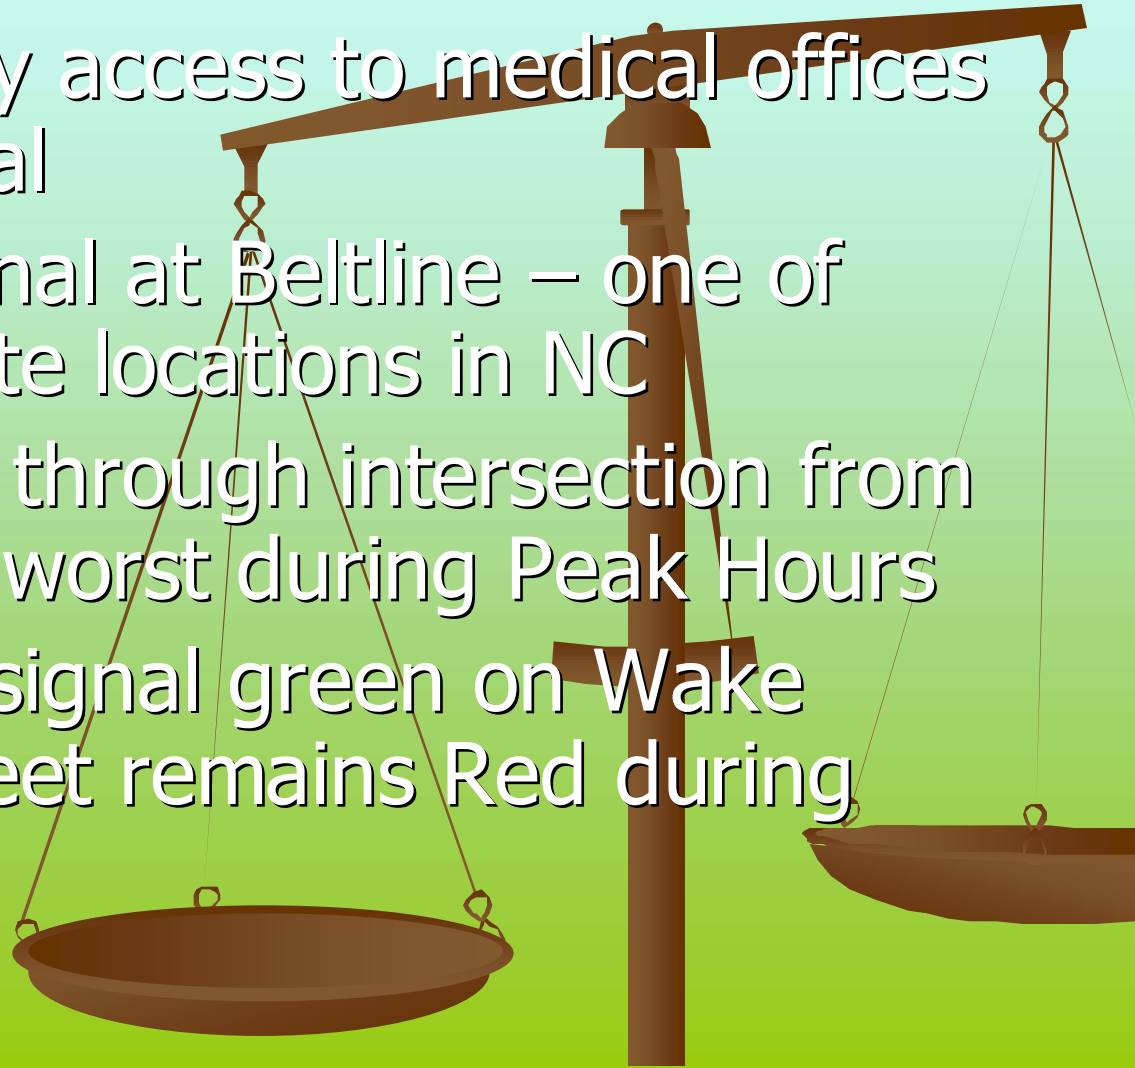 y access to medical offices
al
nal at Beltline – one of
te locations in NC
through intersection from
worst during Peak Hours
signal green on Wake
eet remains Red during